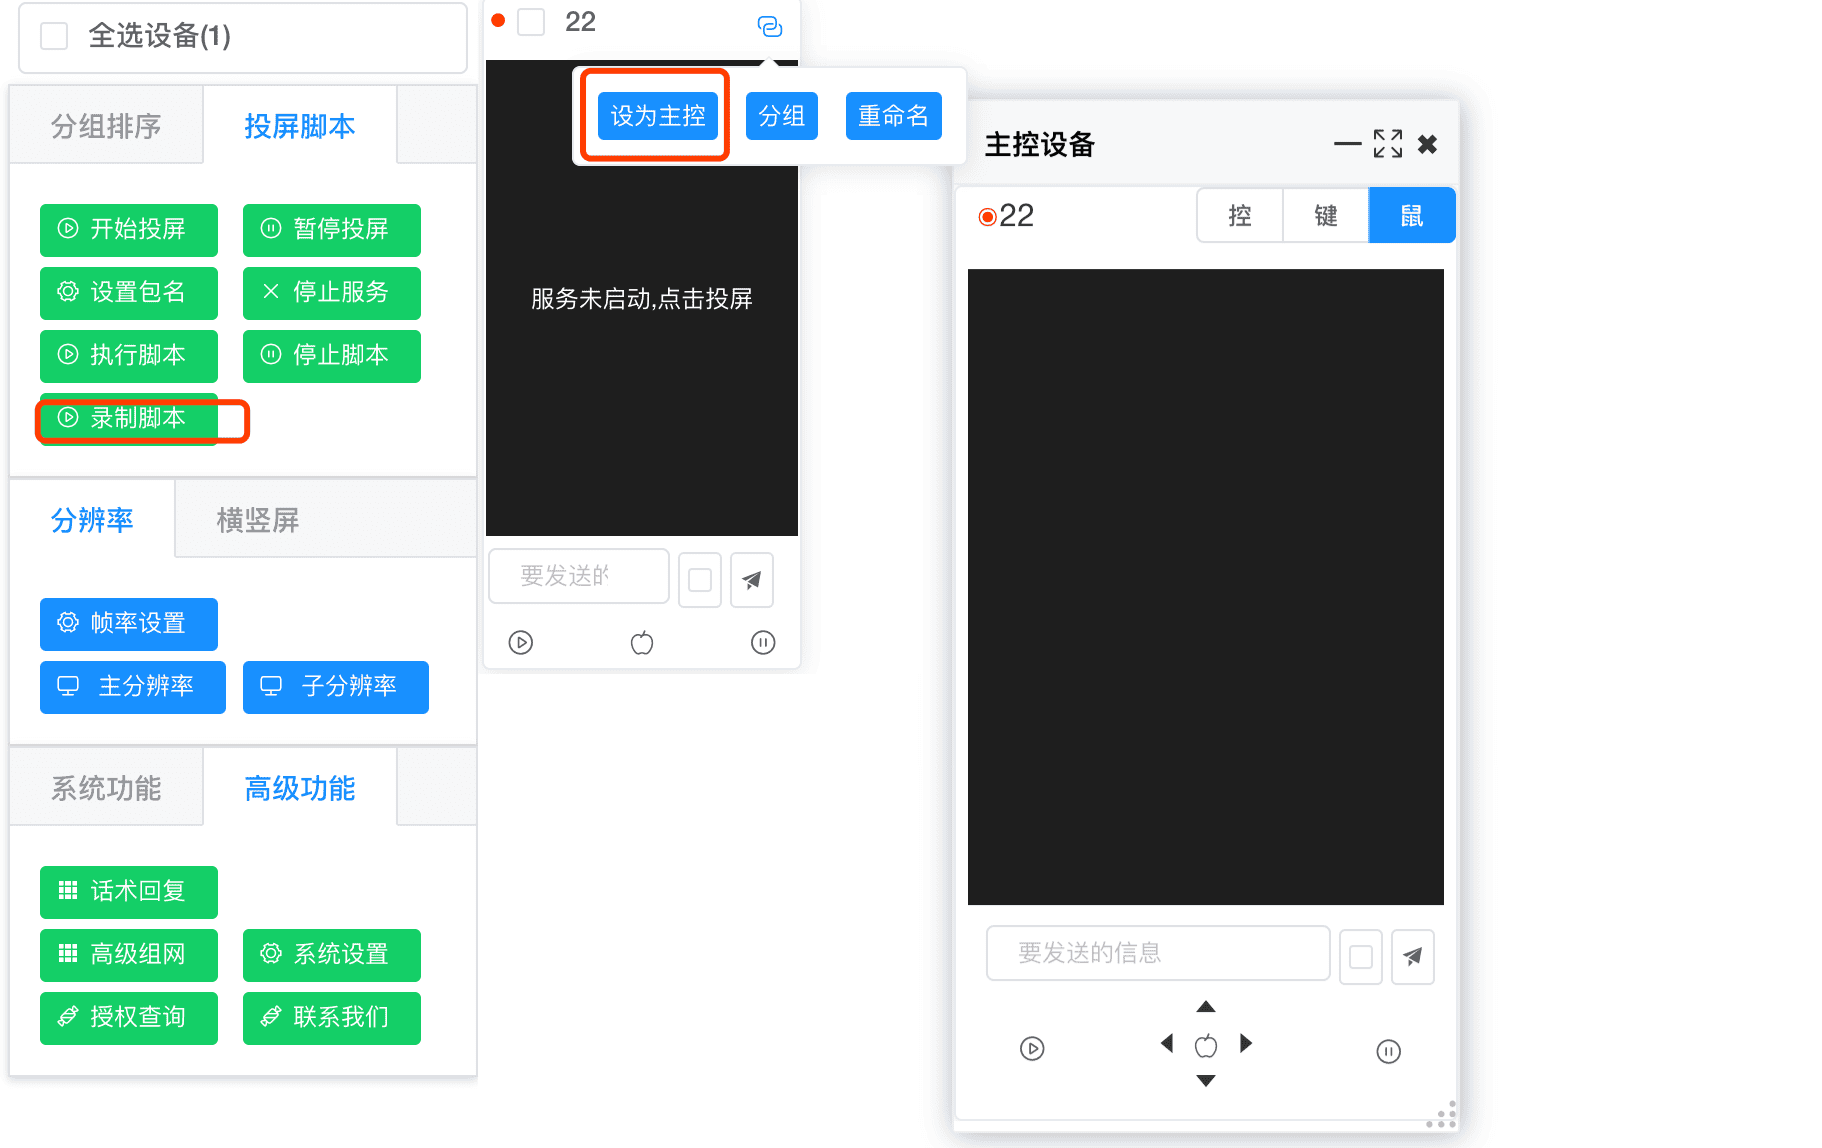 全选设备(1)
分组排序
投屏脚本
开始投屏
暂停投屏
设置包名
停止服务
执行脚本
停止脚本
录制脚本
分辨率
横竖屏
帧率设置
主分辨率
子分辨率
系统功能
高级功能
话术回复
高级组网
系统设置
授权查询
联系我们
22
设为主控
分组
重命名
服务未启动,点击投屏
要发送的
主控设备
22
控
键
鼠
要发送的信息